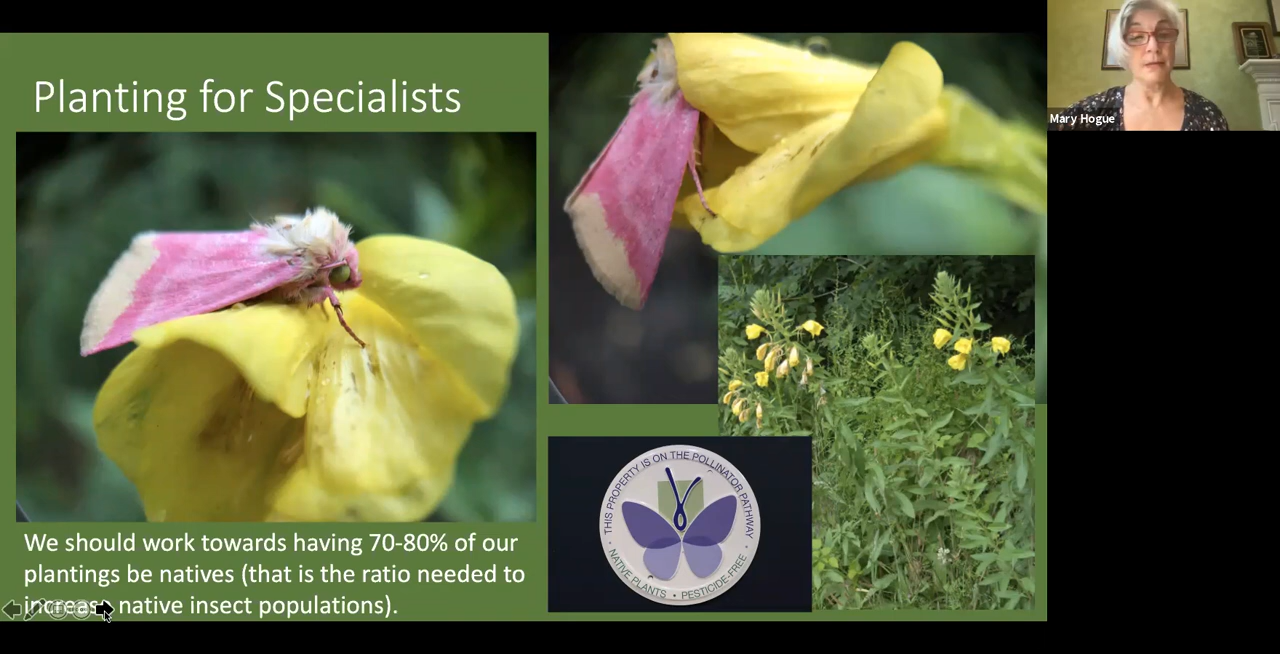 Planting for Specialists
We should work towards having 70-80% of our
plantings be natives (that is the ratio needed to
increase native insect populations).
THIS PROPERTY IS ON THE POLLINATOR PATHWAY
• NATIVE PLANTS • PESTICIDE-FREE •
Mary Hogue